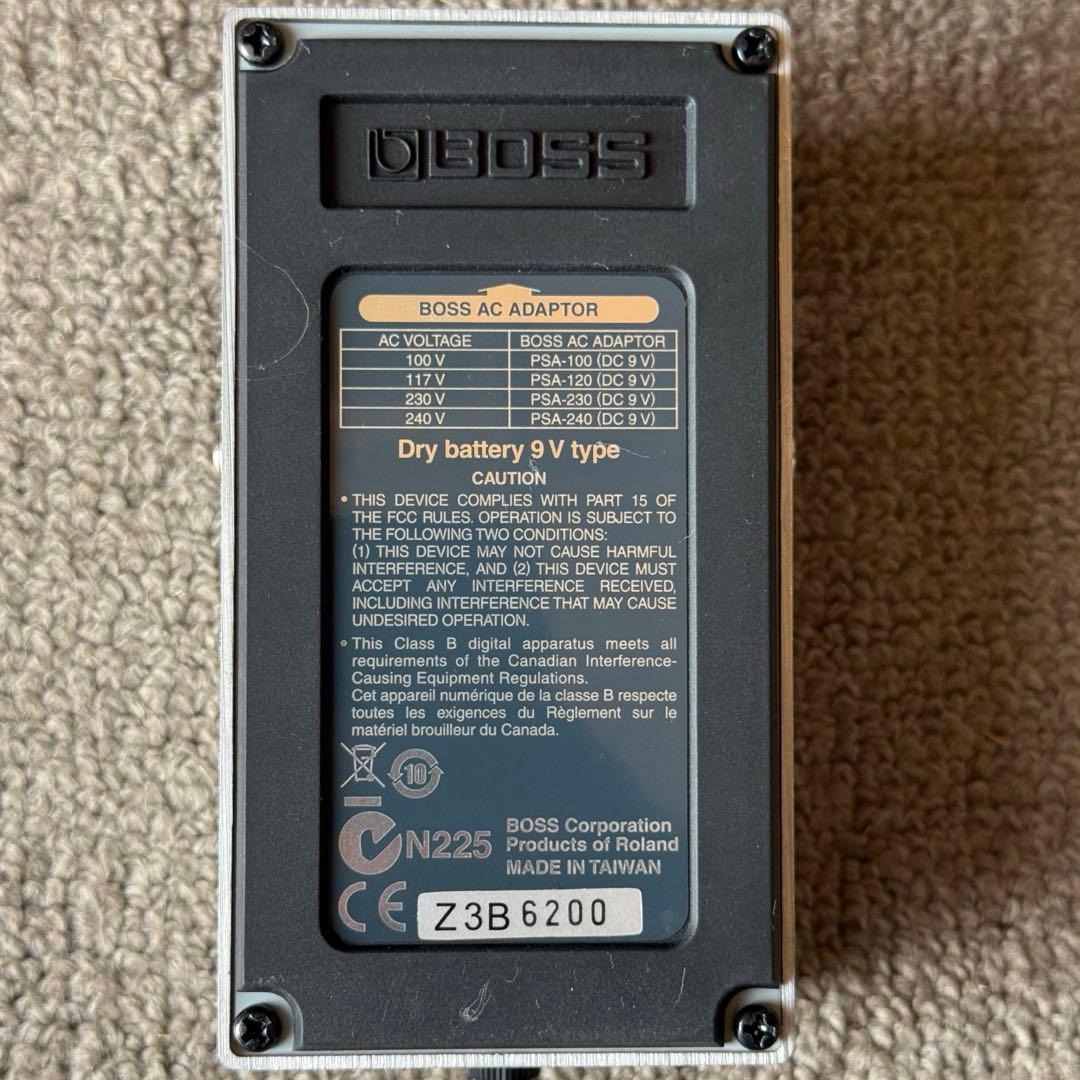 BOSS
BOSS AC ADAPTOR
AC VOLTAGE BOSS AC ADAPTOR
100 V PSA-100 (DC 9 V)
117 V PSA-120 (DC 9 V)
230 V PSA-230 (DC 9 V)
240 V PSA-240 (DC 9 V)
Dry battery 9 V type
CAUTION
• THIS DEVICE COMPLIES WITH PART 15 OF
THE FCC RULES. OPERATION IS SUBJECT TO
THE FOLLOWING TWO CONDITIONS:
(1) THIS DEVICE MAY NOT CAUSE HARMFUL
INTERFERENCE, AND (2) THIS DEVICE MUST
ACCEPT ANY INTERFERENCE RECEIVED,
INCLUDING INTERFERENCE THAT MAY CAUSE
UNDESIRED OPERATION.
• This Class B digital apparatus meets all
requirements of the Canadian Interference-
Causing Equipment Regulations.
Cet appareil numérique de la classe B respecte
toutes les exigences du Règlement sur le
matériel brouilleur du Canada.
10
N225
BOSS Corporation
Products of Roland
MADE IN TAIWAN
CE
Z3B 6200